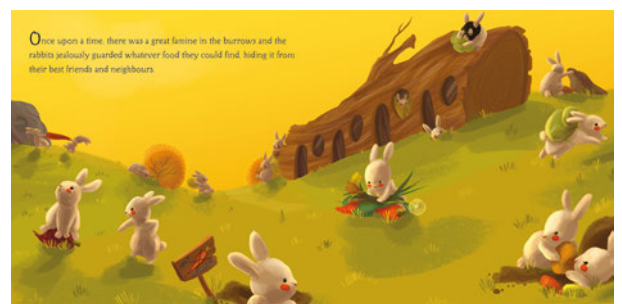 Once upon a time, there was a great famine in the burrows and the
rabbits jealously guarded whatever food they could find, hiding it from
their best friends and neighbours.